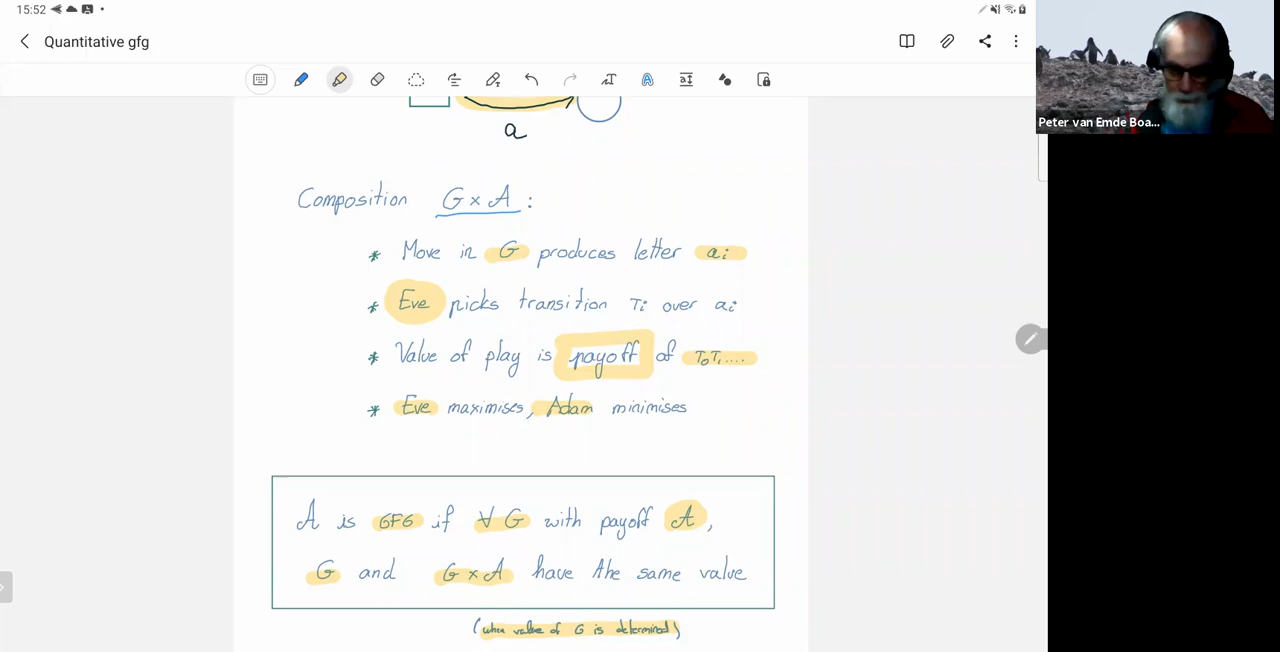 15:52
Quantitative gfg
Peter van Emde Boa...
a
Composition G × A :
* Move in G produces letter ai
* Eve picks transition τi over ai
* Value of play is payoff of τ0τ1....
* Eve maximises, Adam minimises
A is GFG if ∀ G with payoff A,
G and G × A have the same value
(when value of G is determined)